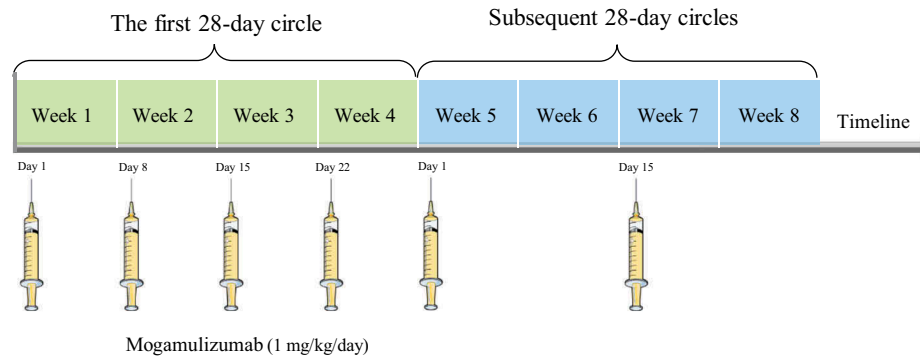 The first 28-day circle
Subsequent 28-day circles
Week 1 Week 2 Week 3 Week 4 Week 5 Week 6 Week 7 Week 8 Timeline
Day 1 Day 8 Day 15 Day 22 Day 1 Day 15
Mogamulizumab (1 mg/kg/day)